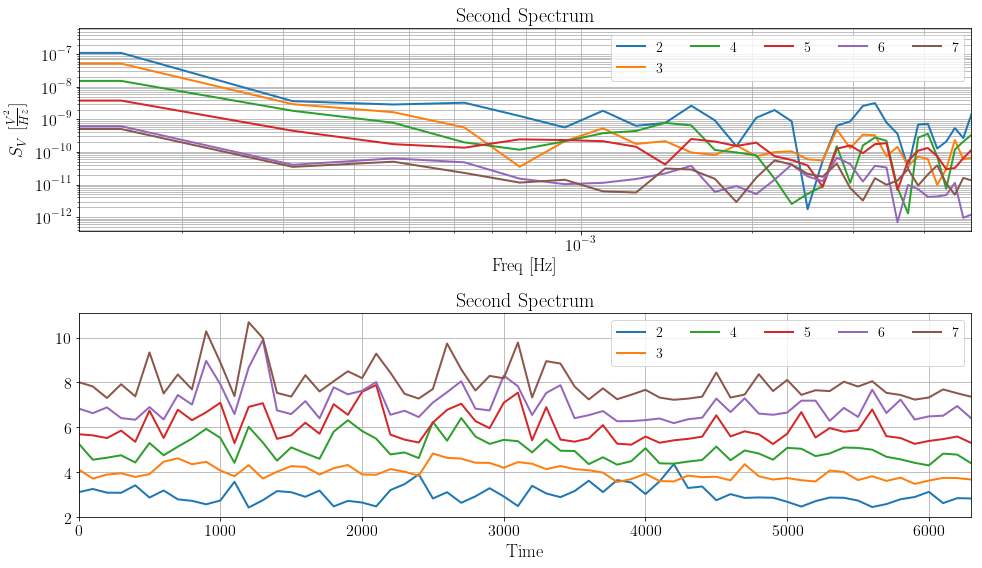 Second Spectrum
S_V [V²/Hz]
10⁻⁷
10⁻⁸
10⁻⁹
10⁻¹⁰
10⁻¹¹
10⁻¹²
2 4 5 6 7
3
10⁻³
Freq [Hz]
Second Spectrum
2 4 5 6 7
3
10
8
6
4
2
0 1000 2000 3000 4000 5000 6000
Time